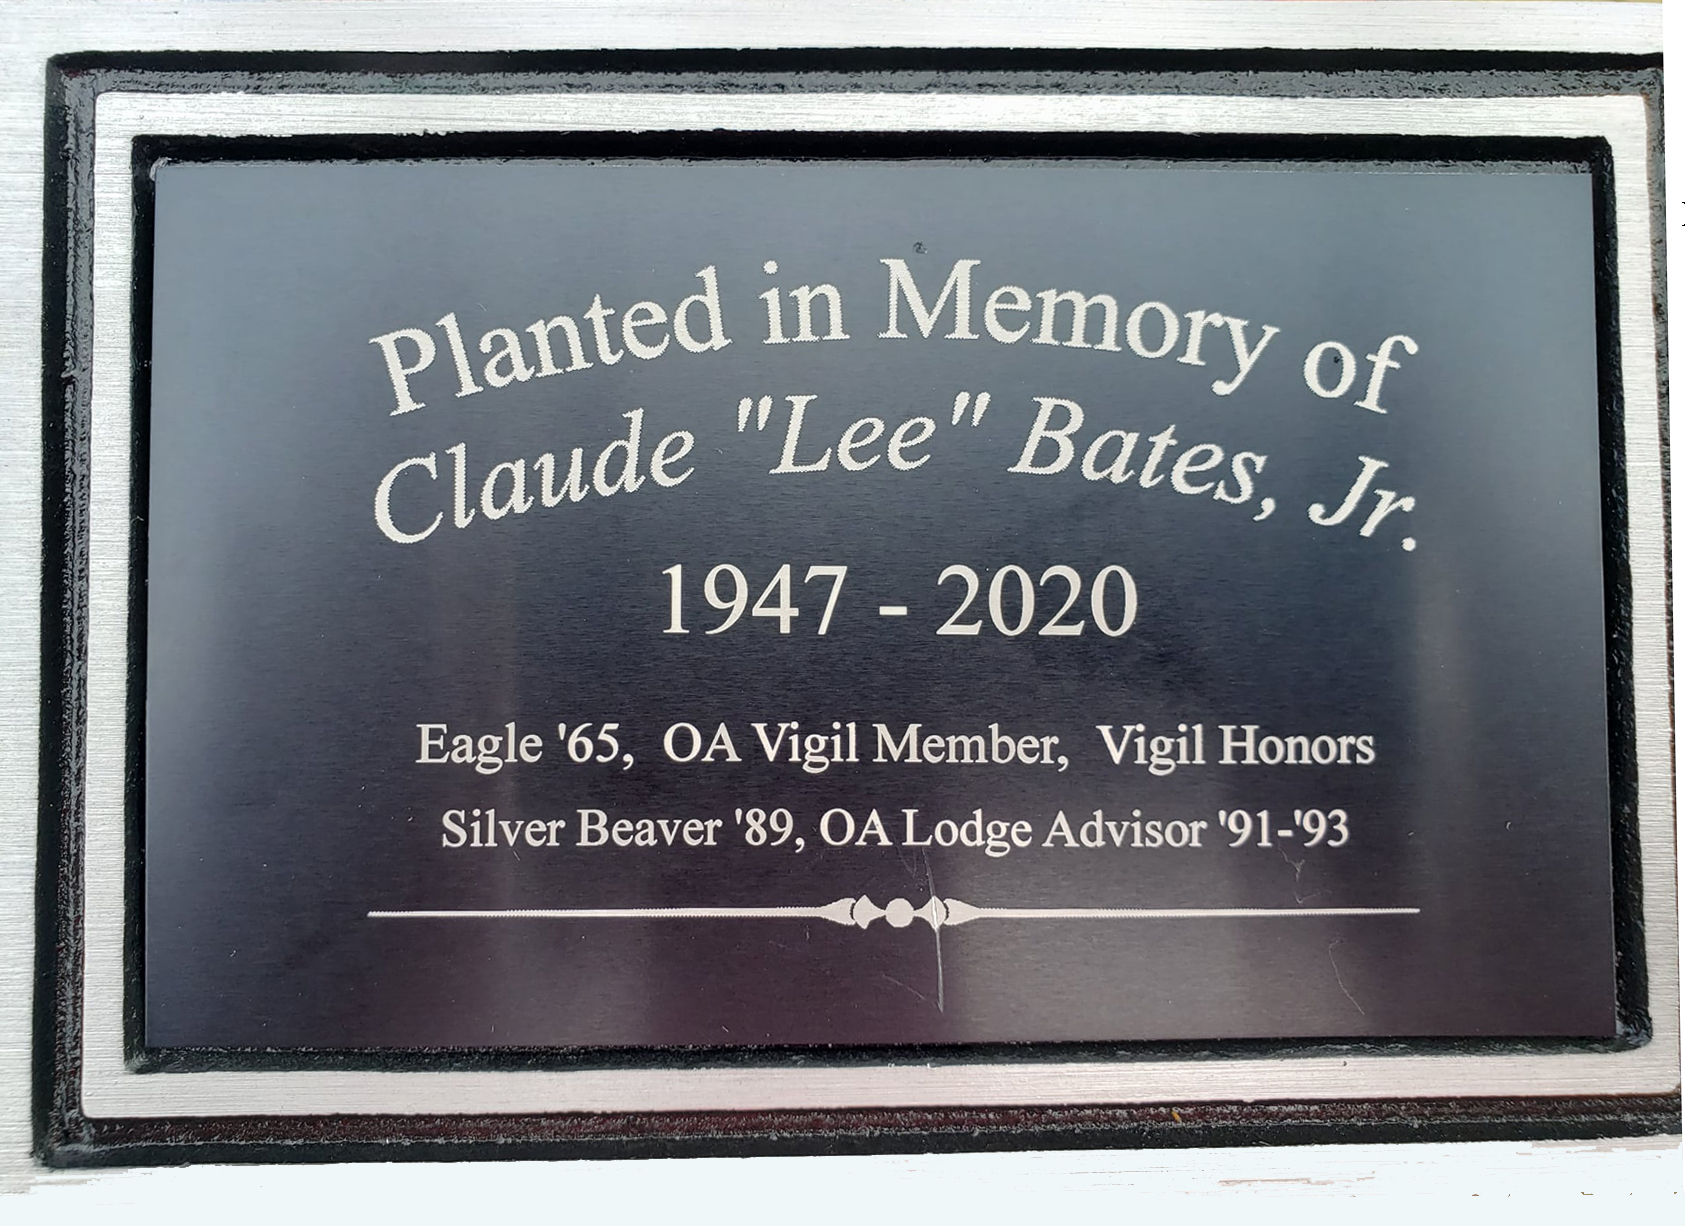 Planted in Memory of
Claude "Lee" Bates, Jr.
1947 - 2020
Eagle '65, OA Vigil Member, Vigil Honors
Silver Beaver '89, OA Lodge Advisor '91-'93